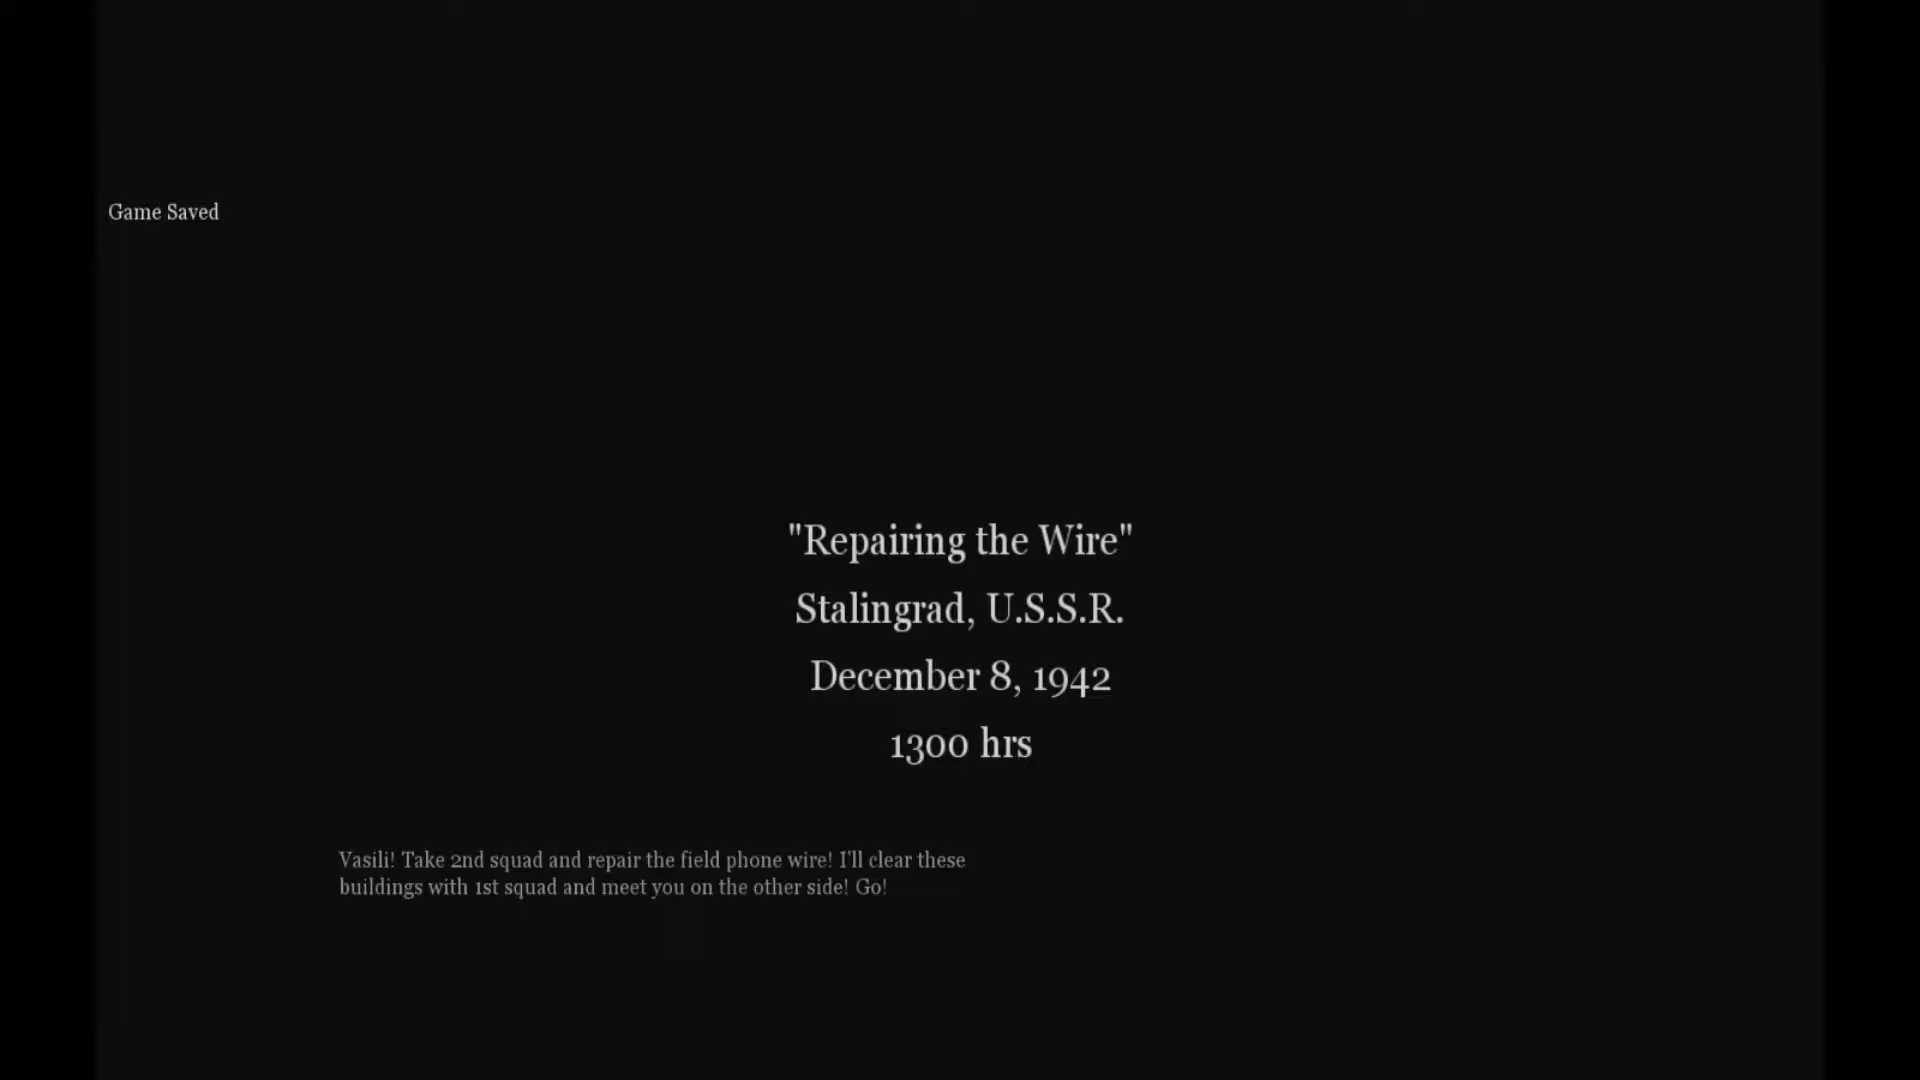 Game Saved
"Repairing the Wire"
Stalingrad, U.S.S.R.
December 8, 1942
1300 hrs
Vasili! Take 2nd squad and repair the field phone wire! I'll clear these
buildings with 1st squad and meet you on the other side! Go!